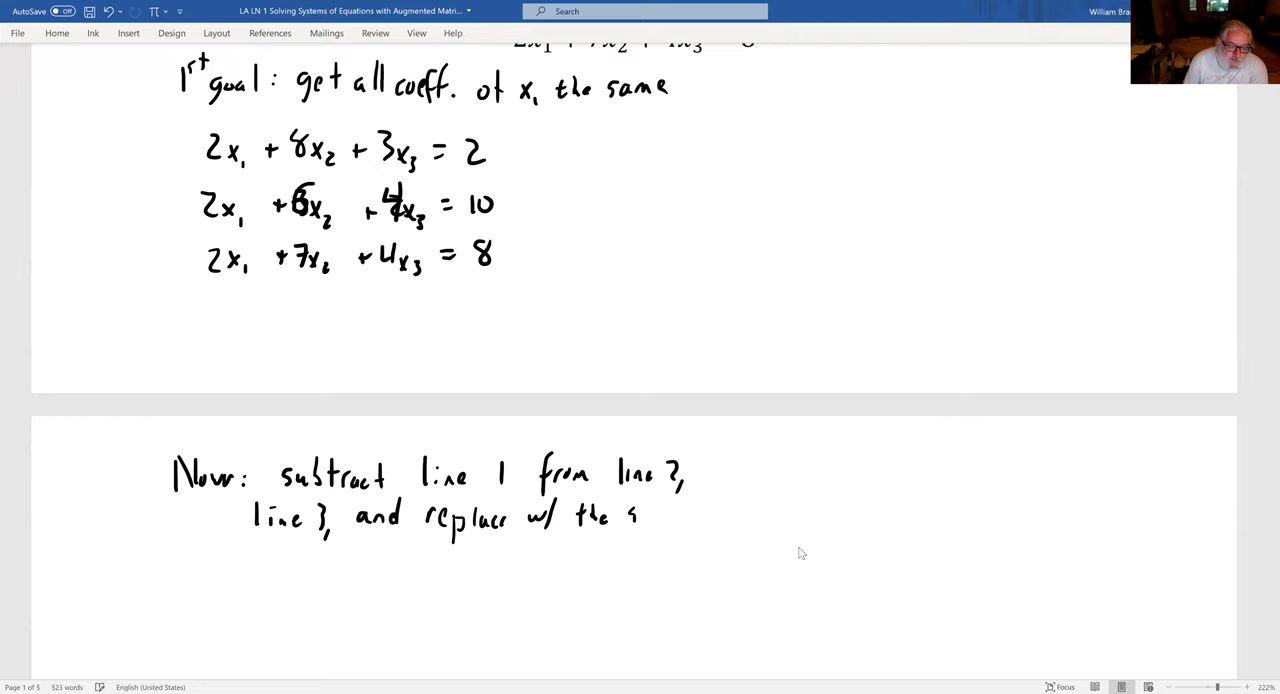 AutoSave Off LA LN 1 Solving Systems of Equations with Augmented Matri... Search William Bra
File Home Ink Insert Design Layout References Mailings Review View Help
1st goal: get all coeff. of x₁ the same
2x₁ + 8x₂ + 3x₃ = 2
2x₁ + 6x₂ + 4x₃ = 10
2x₁ + 7x₂ + 4x₃ = 8
Now: subtract line 1 from line 2,
line 3, and replace w/ the
Page 1 of 5 523 words English (United States) Focus 222%